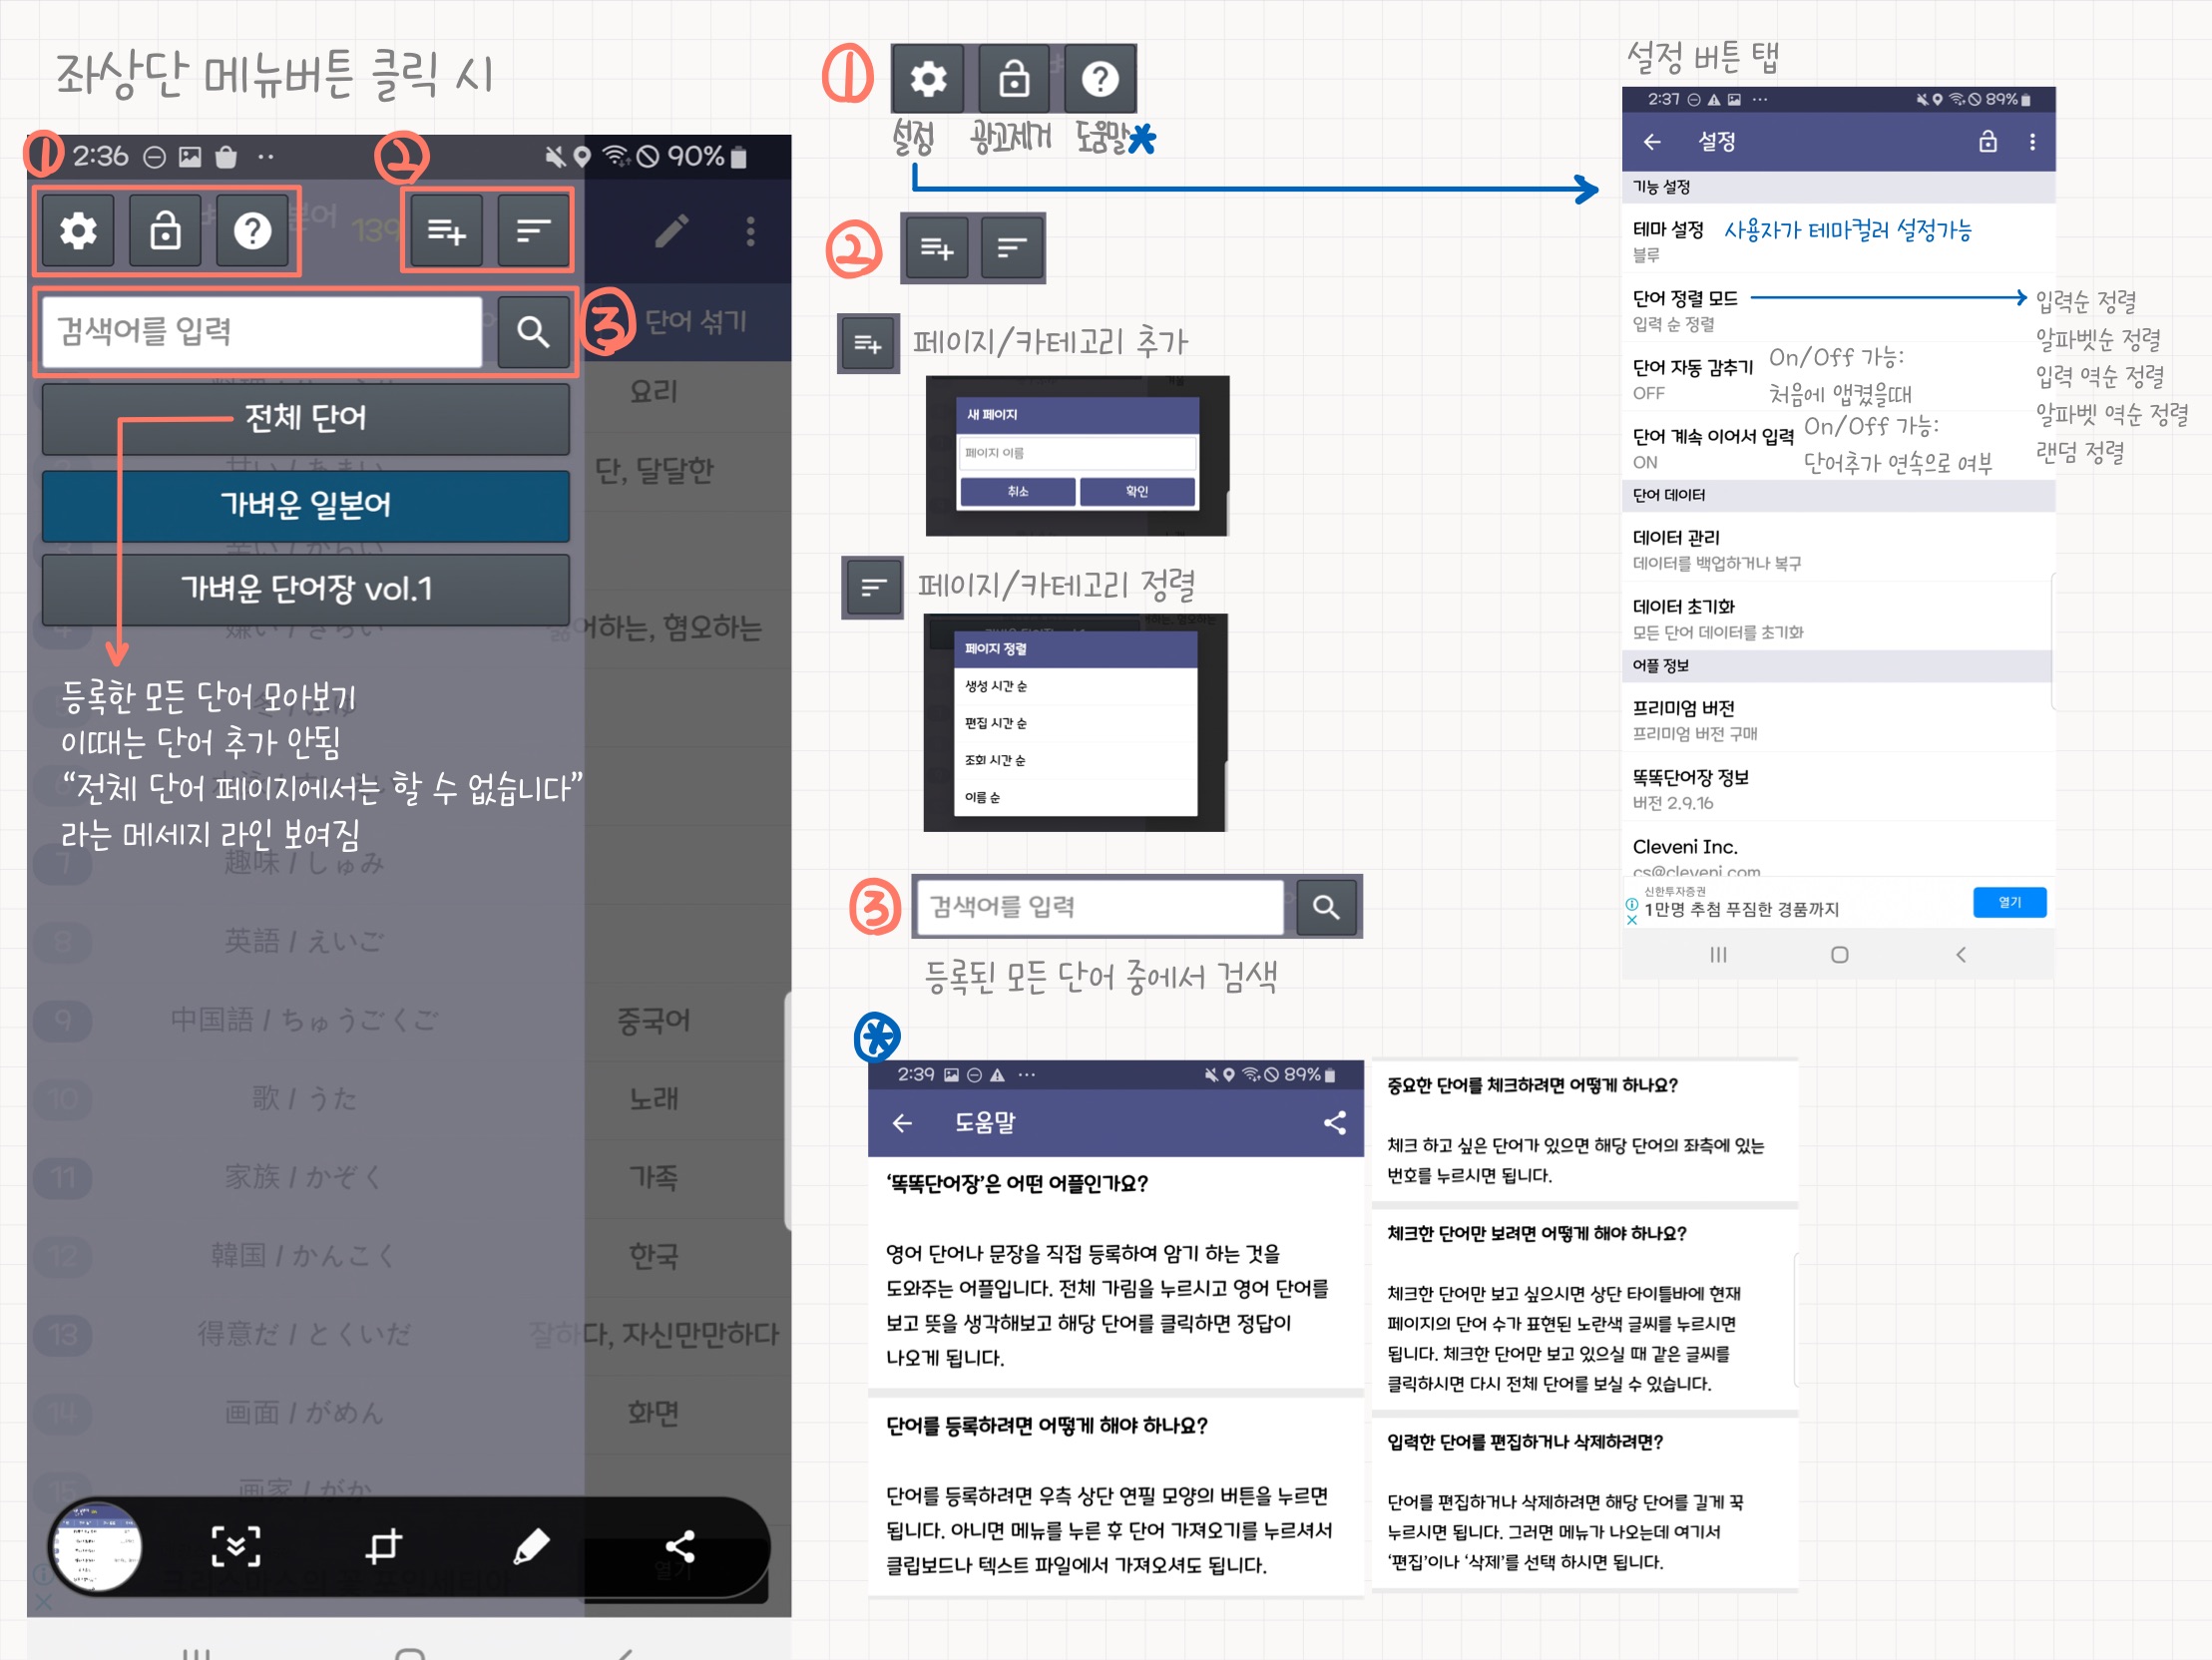 좌상단 메뉴버튼 클릭 시
① 2:36 90%
②
139
검색어를 입력
③ 단어 섞기
요리
전체 단어
甘い / あまい
단, 달달한
가벼운 일본어
辛い / からい
가벼운 단어장 vol.1
4 嫌い / きらい
싫어하는, 혐오하는
등록한 모든 단어 모아보기
이때는 단어 추가 안됨
“전체 단어 페이지에서는 할 수 없습니다”
라는 메세지 라인 보여짐
7 趣味 / しゅみ
8 英語 / えいご
9 中国語 / ちゅうごくご 중국어
10 歌 / うた 노래
11 家族 / かぞく 가족
12 韓国 / かんこく 한국
13 得意だ / とくいだ 잘하다, 자신만만하다
14 画面 / がめん 화면
15 画家 / がか
열기
①
설정 광고제거 도움말*
②
페이지/카테고리 추가
새 페이지
페이지 이름
취소 확인
페이지/카테고리 정렬
페이지 정렬
생성 시간 순
편집 시간 순
조회 시간 순
이름 순
③ 검색어를 입력
등록된 모든 단어 중에서 검색
*
2:39 89%
도움말
‘똑똑단어장’은 어떤 어플인가요?
영어 단어나 문장을 직접 등록하여 암기 하는 것을
도와주는 어플입니다. 전체 가림을 누르시고 영어 단어를
보고 뜻을 생각해보고 해당 단어를 클릭하면 정답이
나오게 됩니다.
단어를 등록하려면 어떻게 해야 하나요?
단어를 등록하려면 우측 상단 연필 모양의 버튼을 누르면
됩니다. 아니면 메뉴를 누른 후 단어 가져오기를 누르셔서
클립보드나 텍스트 파일에서 가져오셔도 됩니다.
중요한 단어를 체크하려면 어떻게 하나요?
체크 하고 싶은 단어가 있으면 해당 단어의 좌측에 있는
번호를 누르시면 됩니다.
체크한 단어만 보려면 어떻게 해야 하나요?
체크한 단어만 보고 싶으시면 상단 타이틀바에 현재
페이지의 단어 수가 표현된 노란색 글씨를 누르시면
됩니다. 체크한 단어만 보고 있으실 때 같은 글씨를
클릭하시면 다시 전체 단어를 보실 수 있습니다.
입력한 단어를 편집하거나 삭제하려면?
단어를 편집하거나 삭제하려면 해당 단어를 길게 꾹
누르시면 됩니다. 그러면 메뉴가 나오는데 여기서
‘편집’이나 ‘삭제’를 선택 하시면 됩니다.
설정 버튼 탭
2:37 89%
설정
기능 설정
테마 설정 사용자가 테마컬러 설정가능
블루
단어 정렬 모드
입력 순 정렬
입력순 정렬
알파벳순 정렬
입력 역순 정렬
알파벳 역순 정렬
랜덤 정렬
단어 자동 감추기 On/Off 가능:
OFF 처음에 앱켰을때
단어 계속 이어서 입력 On/Off 가능:
ON 단어추가 연속으로 여부
단어 데이터
데이터 관리
데이터를 백업하거나 복구
데이터 초기화
모든 단어 데이터를 초기화
어플 정보
프리미엄 버전
프리미엄 버전 구매
똑똑단어장 정보
버전 2.9.16
Cleveni Inc.
cs@cleveni.com
신한투자증권
1만명 추첨 푸짐한 경품까지 열기